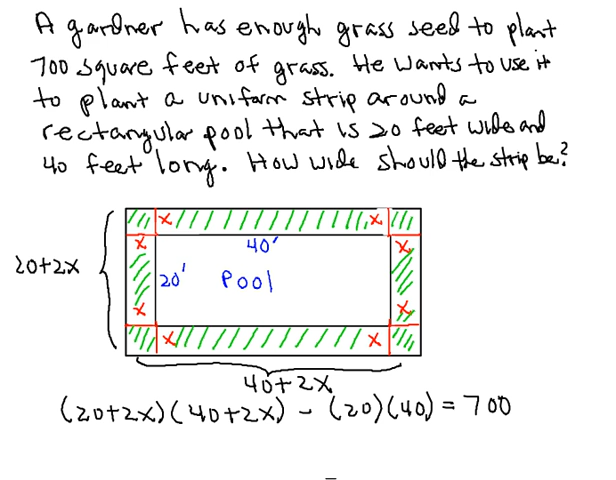 A gardner has enough grass seed to plant
700 square feet of grass. He wants to use it
to plant a uniform strip around a
rectangular pool that is 20 feet wide and
40 feet long. How wide should the strip be?
x x
x 40' x
20+2x 20' Pool
x x
x x
40+2x
(20+2x)(40+2x) - (20)(40) = 700